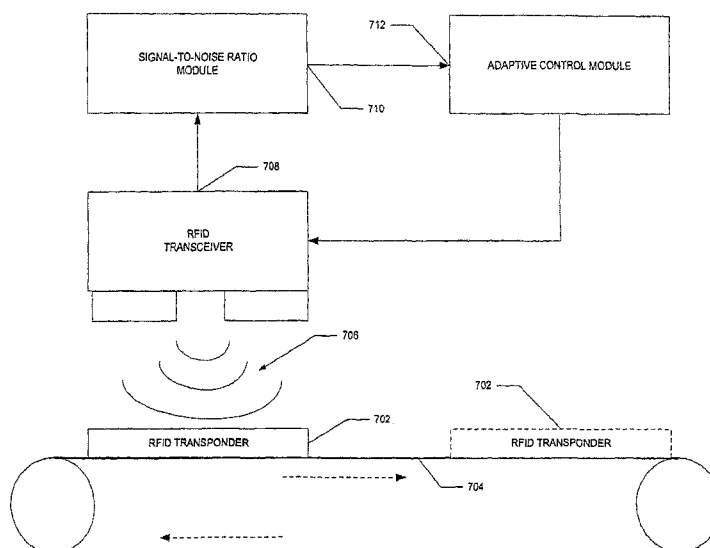 712
SIGNAL-TO-NOISE RATIO
MODULE
ADAPTIVE CONTROL MODULE
710
708
RFID
TRANSCEIVER
706
702
702
RFID TRANSPONDER
RFID TRANSPONDER
704